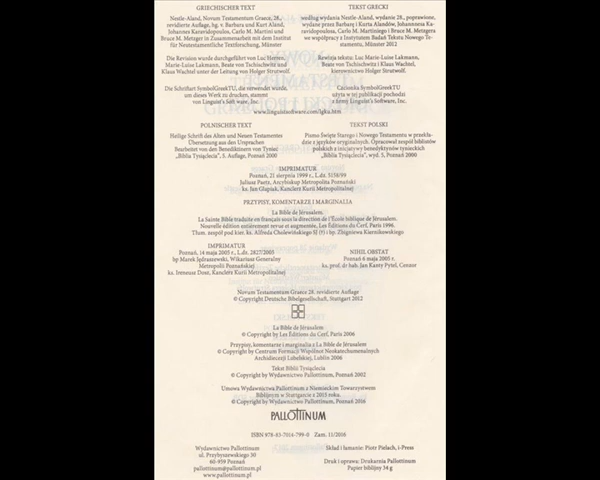 GRIECHISCHER TEXT
Nestle-Aland, Novum Testamentum Graece, 28.,
revidierte Auflage, hg. v. Barbara und Kurt Aland,
Johannes Karavidopoulos, Carlo M. Martini und
Bruce M. Metzger in Zusammenarbeit mit dem Institut
für Neutestamentliche Textforschung, Münster
Die Revision wurde durchgeführt von Luc Herren,
Marie-Luise Lakmann, Beate von Tschischwitz und
Klaus Wachtel unter der Leitung von Holger Strutwolf.
Die Schriftart SymbolGreekTU, die verwendet wurde,
um dieses Werk zu drucken, stammt
von Linguist's Software, Inc.
TEKST GRECKI
według wydania Nestle-Aland, wydanie 28., poprawione,
wydane przez Barbarę i Kurta Alandów, Johannesa Ka-
ravidopoulosa, Carlo M. Martiniego i Bruce'a M. Metzgera
we współpracy z Instytutem Badań Tekstu Nowego Te-
stamentu, Münster 2012
Rewizja tekstu: Luc Herren, Marie-Luise Lakmann,
Beate von Tschischwitz i Klaus Wachtel,
kierownictwo Holger Strutwolf.
Czcionka SymbolGreekTU
użyta w tej publikacji pochodzi
z firmy Linguist's Software, Inc.
www.linguistsoftware.com/lgku.htm
POLNISCHER TEXT
Heilige Schrift des Alten und Neuen Testamentes
Übersetzung aus den Ursprachen
Bearbeitet von den Benediktinern von Tyniec
„Biblia Tysiąclecia", 5. Auflage, Poznań 2000
TEKST POLSKI
Pismo Święte Starego i Nowego Testamentu w przekła-
dzie z języków oryginalnych. Opracował zespół biblistów
polskich z inicjatywy benedyktynów tynieckich
„Biblia Tysiąclecia", wyd. 5, Poznań 2000
IMPRIMATUR
Poznań, 21 sierpnia 1999 r., L.dz. 5158/99
Juliusz Paetz, Arcybiskup Metropolita Poznański
ks. Jan Głapiak, Kanclerz Kurii Metropolitalnej
PRZYPISY, KOMENTARZE I MARGINALIA
La Bible de Jérusalem.
La Sainte Bible traduite en français sous la direction de l'École biblique de Jérusalem.
Nouvelle édition entièrement revue et augmentée, Les Éditions du Cerf, Paris 1996.
Tłum. zespół pod kier. ks. Alfreda Cholewińskiego SJ (†) i bp. Zbigniewa Kiernikowskiego
IMPRIMATUR
Poznań, 14 maja 2005 r., L.dz. 2827/2005
bp Marek Jędraszewski, Wikariusz Generalny
Metropolii Poznańskiej
ks. Ireneusz Dosz, Kanclerz Kurii Metropolitalnej
NIHIL OBSTAT
Poznań 6 maja 2005 r.
ks. prof. dr hab. Jan Kanty Pytel, Cenzor
Novum Testamentum Graece 28. revidierte Auflage
© Copyright Deutsche Bibelgesellschaft, Stuttgart 2012
La Bible de Jérusalem
© Copyright by Les Éditions du Cerf, Paris 2006
Przypisy, komentarze i marginalia z La Bible de Jérusalem
© Copyright by Centrum Formacji Wspólnot Neokatechumenalnych
Archidiecezji Lubelskiej, Lublin 2006
Tekst Biblii Tysiąclecia
© Copyright by Wydawnictwo Pallottinum, Poznań 2002
Umowa Wydawnictwa Pallottinum z Niemieckim Towarzystwem
Biblijnym w Stuttgarcie z 2015 roku.
© Copyright by Wydawnictwo Pallottinum, Poznań 2016
PALLOTTINUM
ISBN 978-83-7014-799-0 Zam. 11/2016
Wydawnictwo Pallottinum
ul. Przybyszewskiego 30
60-959 Poznań
pallottinum@pallottinum.pl
www.pallottinum.pl
Skład i łamanie: Piotr Pielach, i-Press
Druk i oprawa: Drukarnia Pallottinum
Papier biblijny 34 g